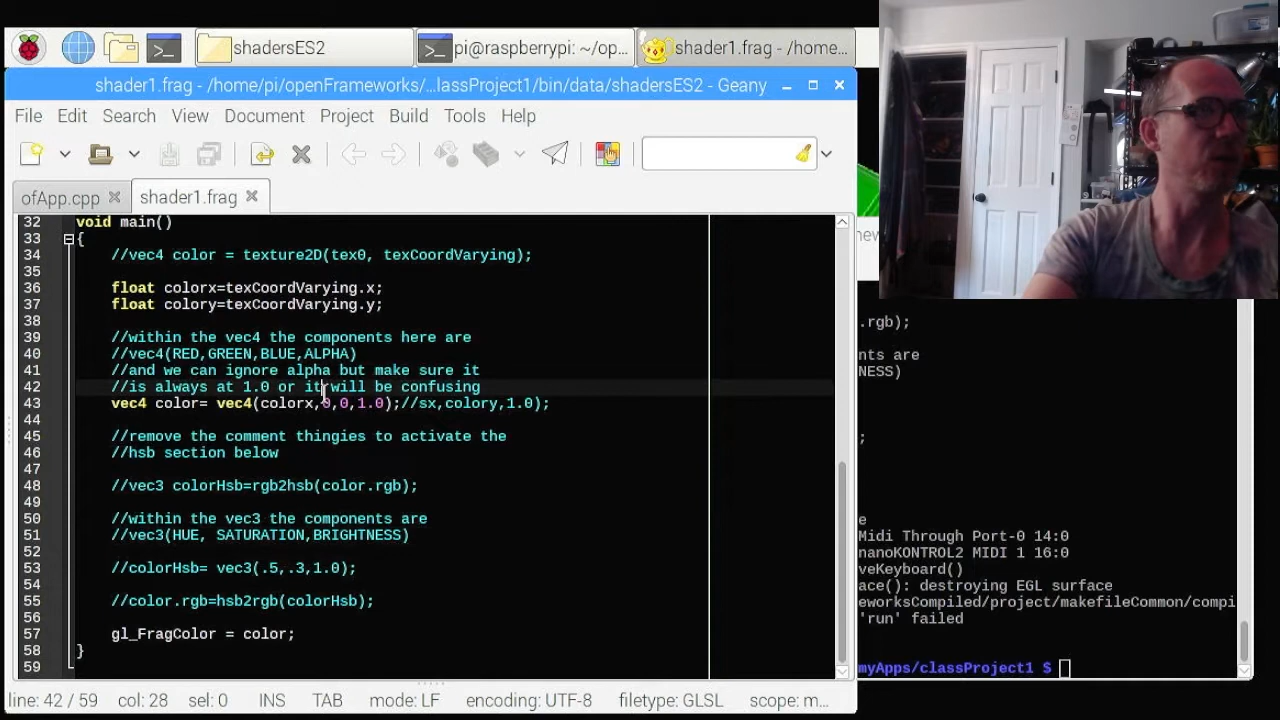 shadersES2
pi@raspberrypi: ~/op...
shader1.frag - /home...
shader1.frag - /home/pi/openFrameworks/...lassProject1/bin/data/shadersES2 - Geany
File Edit Search View Document Project Build Tools Help
ofApp.cpp
shader1.frag
32 void main()
33 {
34 //vec4 color = texture2D(tex0, texCoordVarying);
35
36 float colorx=texCoordVarying.x;
37 float colory=texCoordVarying.y;
38
39 //within the vec4 the components here are
40 //vec4(RED,GREEN,BLUE,ALPHA)
41 //and we can ignore alpha but make sure it
42 //is always at 1.0 or it will be confusing
43 vec4 color= vec4(colorx,0,0,1.0);//sx,colory,1.0);
44
45 //remove the comment thingies to activate the
46 //hsb section below
47
48 //vec3 colorHsb=rgb2hsb(color.rgb);
49
50 //within the vec3 the components are
51 //vec3(HUE, SATURATION,BRIGHTNESS)
52
53 //colorHsb= vec3(.5,.3,1.0);
54
55 //color.rgb=hsb2rgb(colorHsb);
56
57 gl_FragColor = color;
58 }
59
line: 42 / 59 col: 28 sel: 0 INS TAB mode: LF encoding: UTF-8 filetype: GLSL scope: m...
.rgb);
nts are
NESS)
;
e
Midi Through Port-0 14:0
nanoKONTROL2 MIDI 1 16:0
veKeyboard()
ace(): destroying EGL surface
eworksCompiled/project/makefileCommon/compi
'run' failed
myApps/classProject1 $